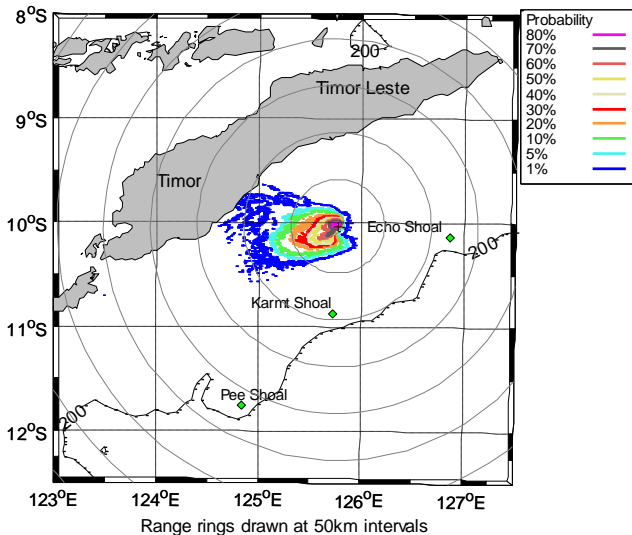 8°S
9°S
10°S
11°S
12°S
123°E
124°E
125°E
126°E
127°E
200
Timor Leste
Timor
Echo Shoal
200
Karmt Shoal
Pee Shoal
200
Range rings drawn at 50km intervals
Probability
80%
70%
60%
50%
40%
30%
20%
10%
5%
1%